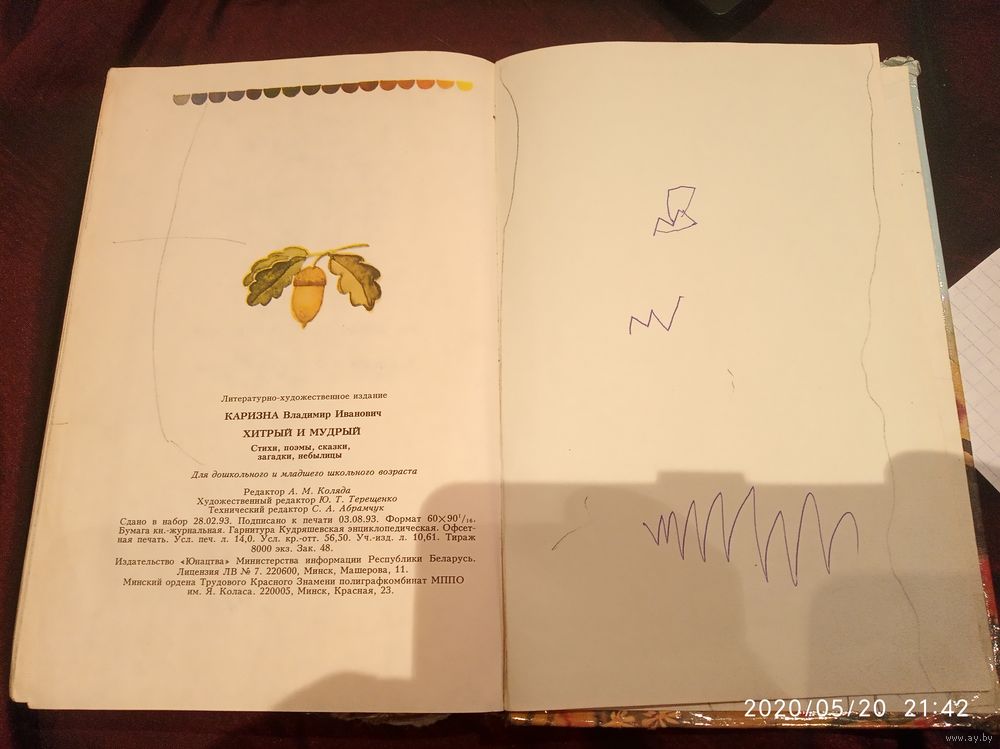 Литературно-художественное издание
КАРИЗНА Владимир Иванович
ХИТРЫЙ И МУДРЫЙ
Стихи, поэмы, сказки,
загадки, небылицы
Для дошкольного и младшего школьного возраста
Редактор А. М. Коляда
Художественный редактор Ю. Т. Терещенко
Технический редактор С. А. Абрамчук
Сдано в набор 28.02.93. Подписано к печати 03.08.93. Формат 60×90¹/₁₆.
Бумага кн.-журнальная. Гарнитура Кудряшевская энциклопедическая. Офсет-
ная печать. Усл. печ. л. 14,0. Усл. кр.-отт. 56,50. Уч.-изд. л. 10,61. Тираж
8000 экз. Зак. 48.
Издательство «Юнацтва» Министерства информации Республики Беларусь.
Лицензия ЛВ № 7. 220600, Минск, Машерова, 11.
Минский ордена Трудового Красного Знамени полиграфкомбинат МППО
им. Я. Коласа. 220005, Минск, Красная, 23.
2020/05/20 21:42
www.ay.by